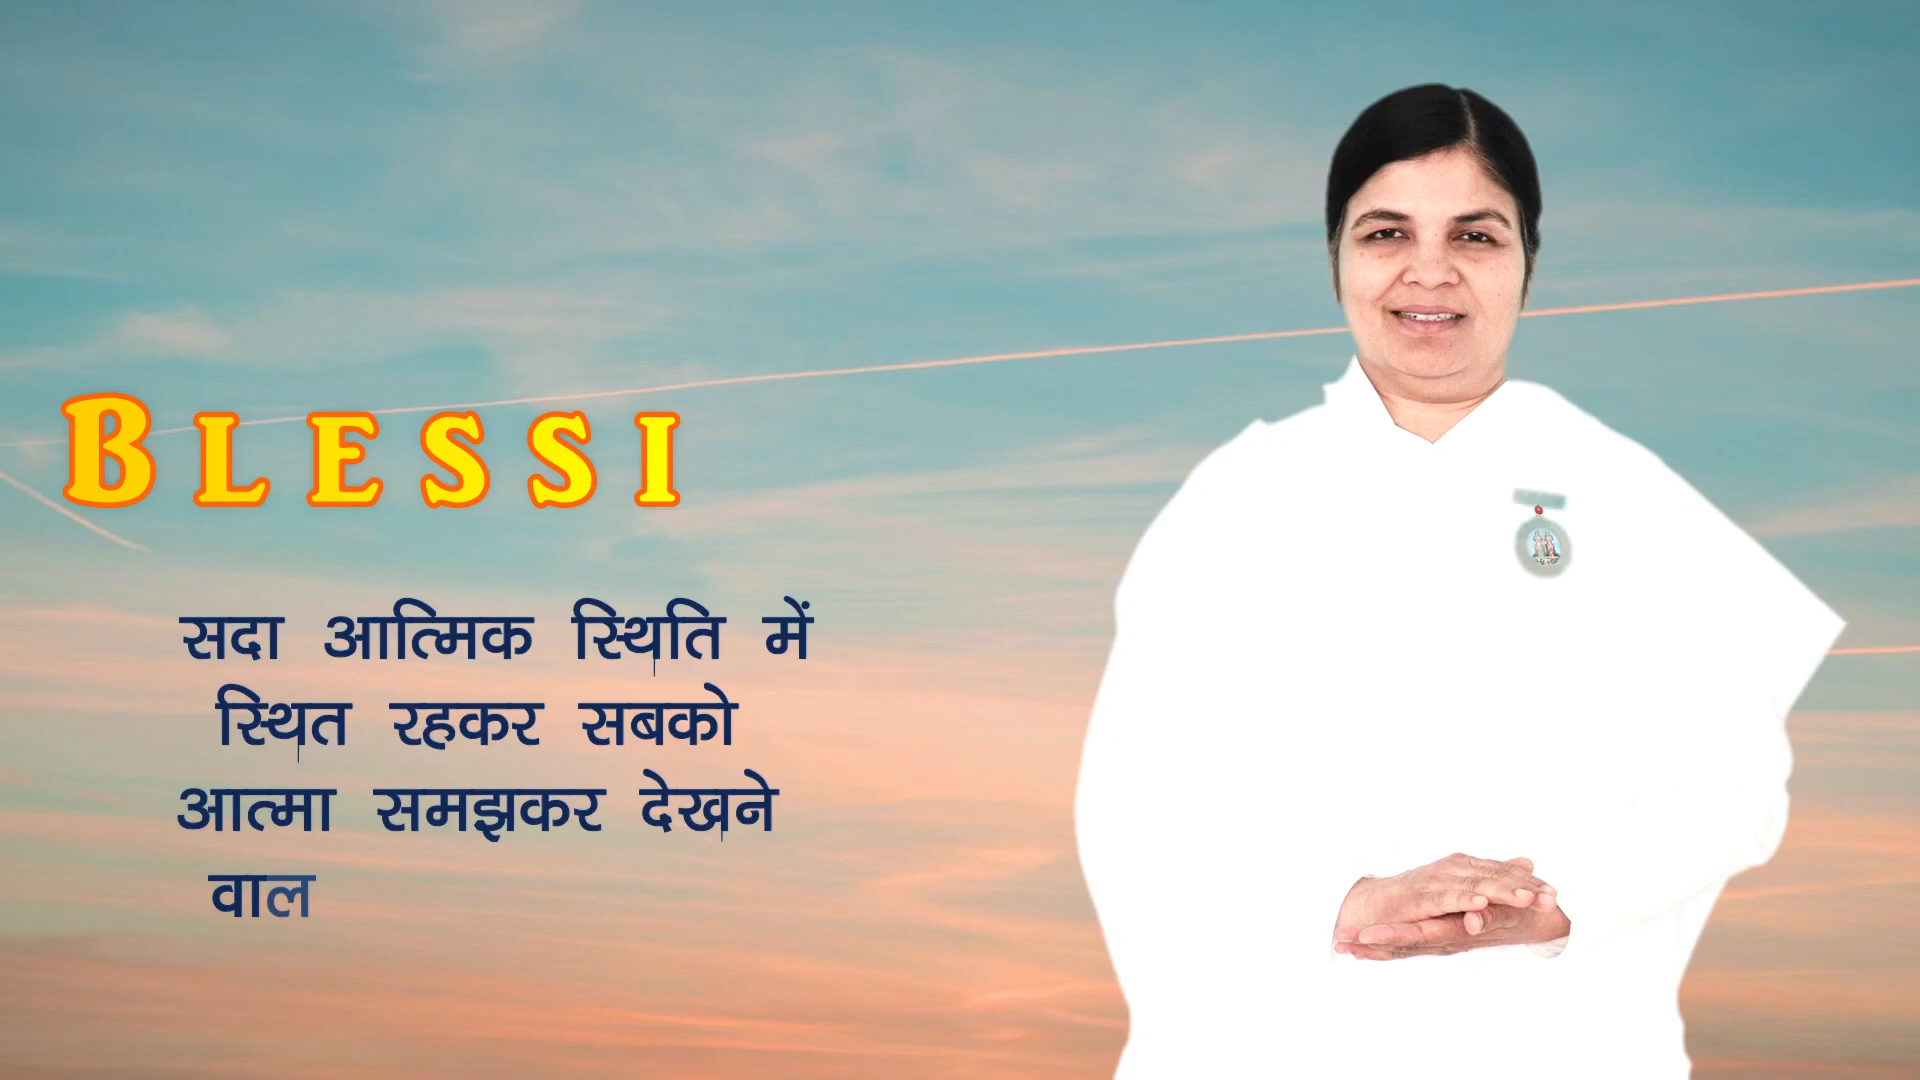 BLESSI
सदा आत्मिक स्थिति में
स्थित रहकर सबको
आत्मा समझकर देखने
वाल